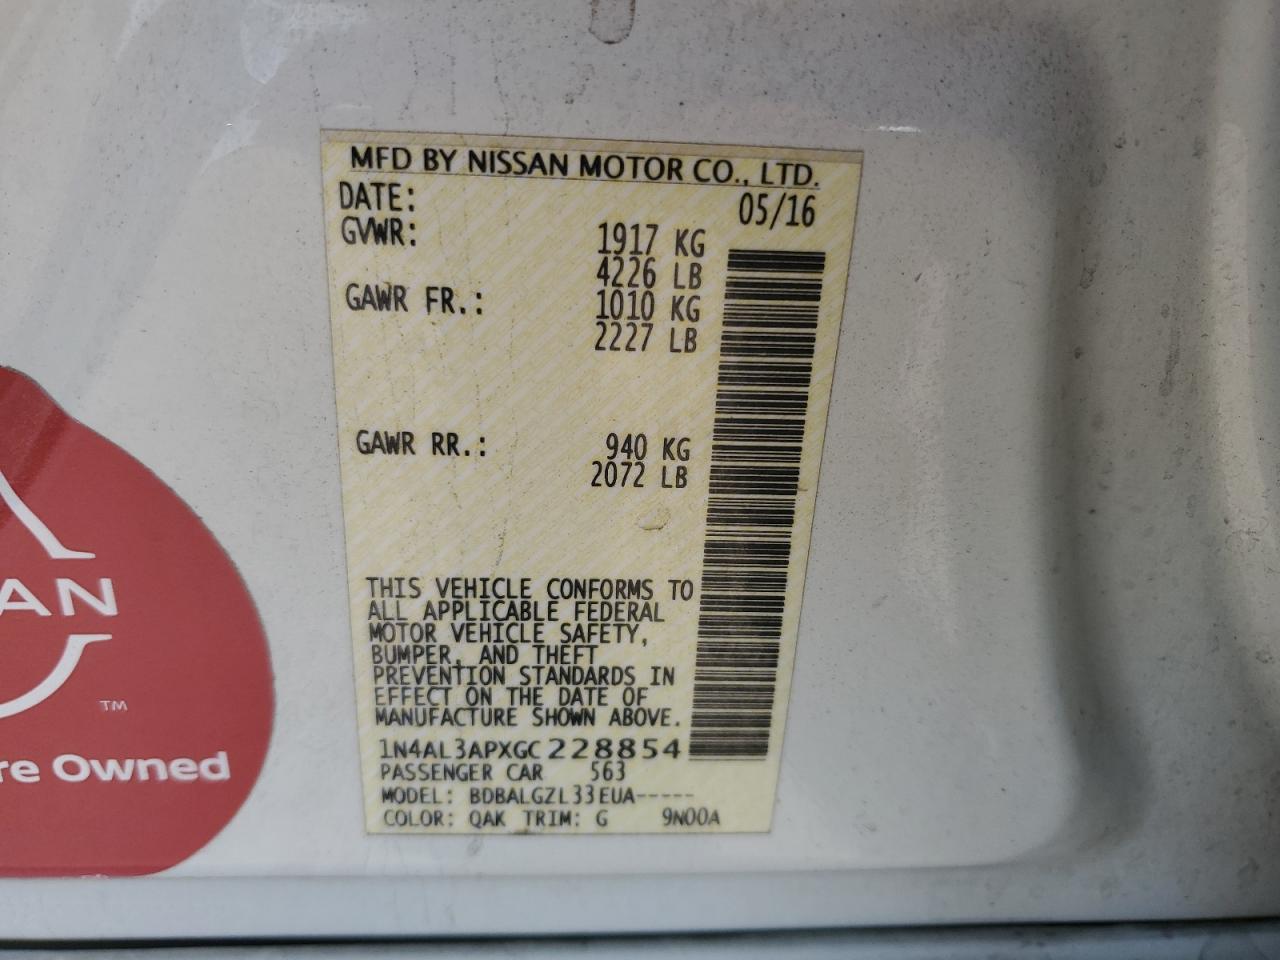 MFD BY NISSAN MOTOR CO., LTD.
DATE: 05/16
GVWR: 1917 KG
4226 LB
GAWR FR.: 1010 KG
2227 LB
GAWR RR.: 940 KG
2072 LB
THIS VEHICLE CONFORMS TO
ALL APPLICABLE FEDERAL
MOTOR VEHICLE SAFETY,
BUMPER, AND THEFT
PREVENTION STANDARDS IN
EFFECT ON THE DATE OF
MANUFACTURE SHOWN ABOVE.
1N4AL3APXGC228854
PASSENGER CAR 563
MODEL: BDBALGZL33EUA-----
COLOR: QAK TRIM: G 9N00A
AN
TM
re Owned